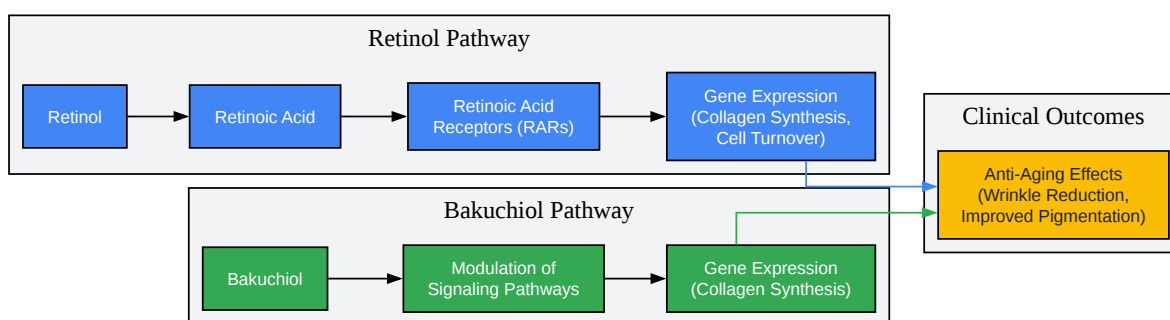 Retinol Pathway
Retinol
Retinoic Acid
Retinoic Acid
Receptors (RARs)
Gene Expression
(Collagen Synthesis,
Cell Turnover)
Clinical Outcomes
Anti-Aging Effects
(Wrinkle Reduction,
Improved Pigmentation)
Bakuchiol Pathway
Bakuchiol
Modulation of
Signaling Pathways
Gene Expression
(Collagen Synthesis)